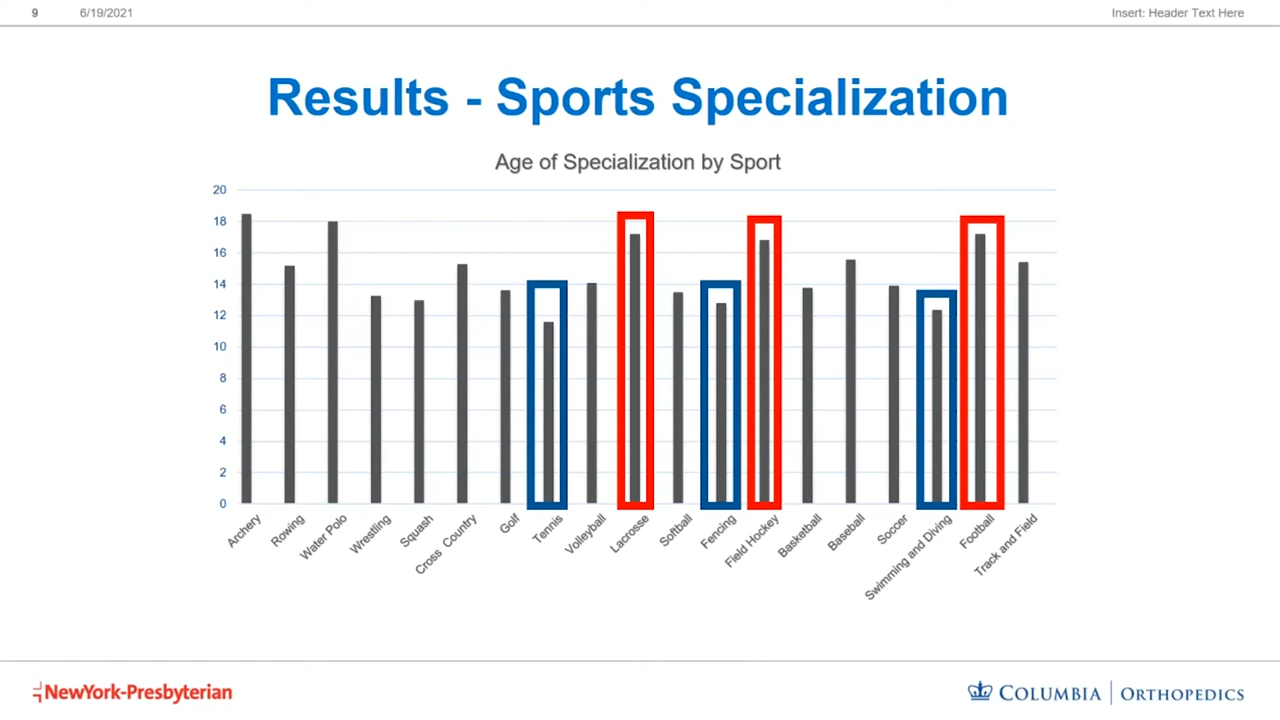 9 6/19/2021 Insert: Header Text Here
Results - Sports Specialization
Age of Specialization by Sport
20
18
16
14
12
10
8
6
4
2
0
Archery
Rowing
Water Polo
Wrestling
Squash
Cross Country
Golf
Tennis
Volleyball
Lacrosse
Softball
Fencing
Field Hockey
Basketball
Baseball
Soccer
Swimming and Diving
Football
Track and Field
NewYork-Presbyterian
COLUMBIA | ORTHOPEDICS